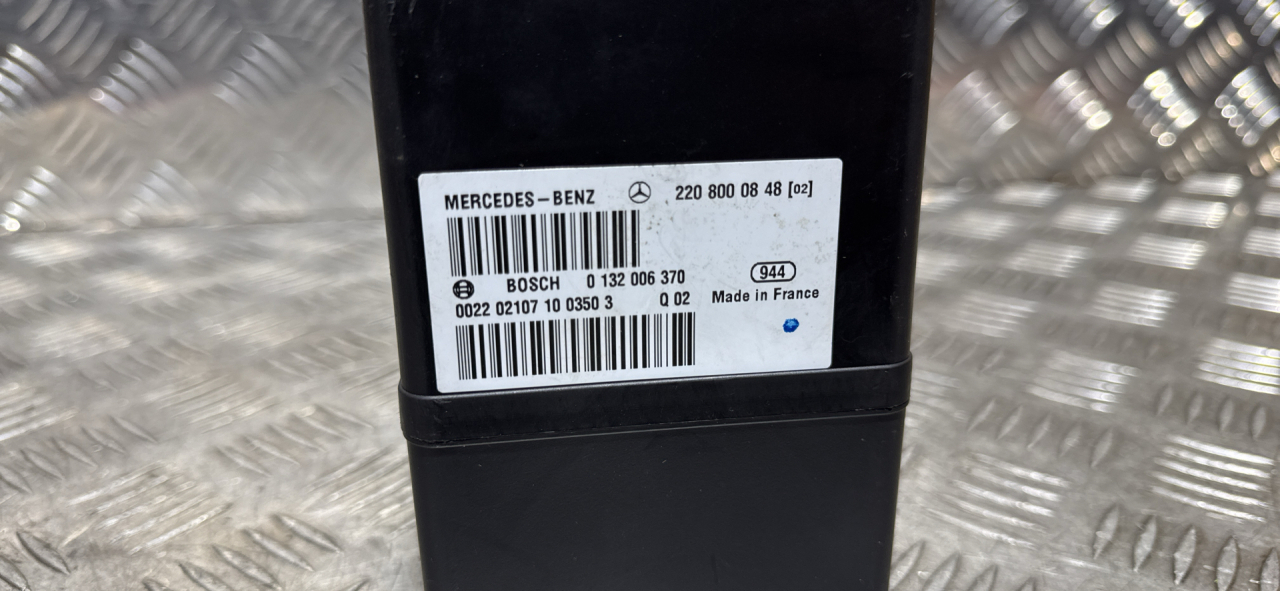 MERCEDES-BENZ 220 800 08 48 [02]
BOSCH 0 132 006 370
944
0022 02107 10 0350 3 Q 02
Made in France